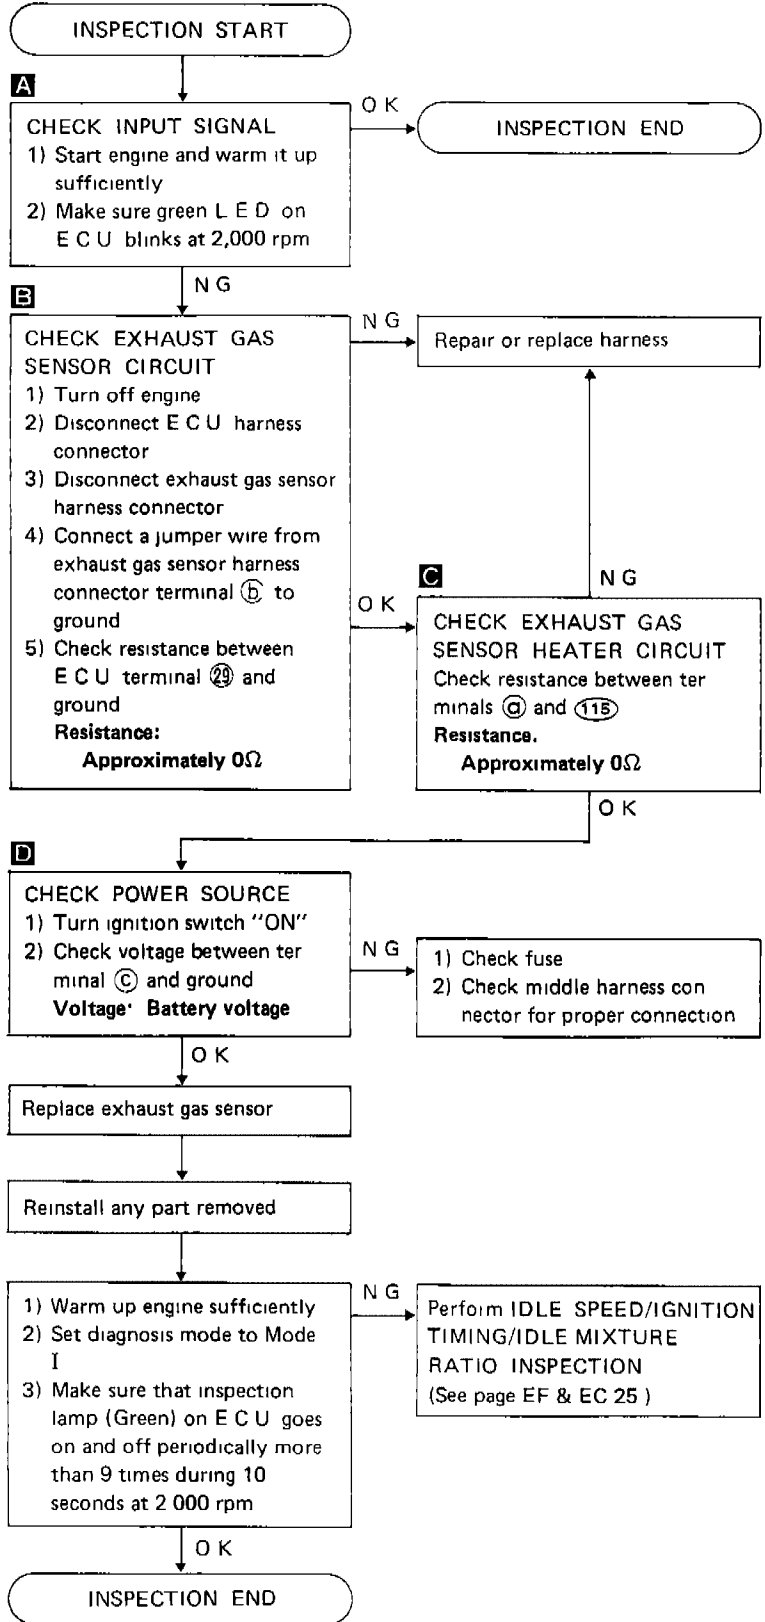 INSPECTION START
A
CHECK INPUT SIGNAL
1) Start engine and warm it up
sufficiently
2) Make sure green L E D on
E C U blinks at 2,000 rpm
O K
INSPECTION END
N G
B
CHECK EXHAUST GAS
SENSOR CIRCUIT
1) Turn off engine
2) Disconnect E C U harness
connector
3) Disconnect exhaust gas sensor
harness connector
4) Connect a jumper wire from
exhaust gas sensor harness
connector terminal ⓑ to
ground
5) Check resistance between
E C U terminal ㉙ and
ground
Resistance:
Approximately 0Ω
N G
Repair or replace harness
O K
C
N G
CHECK EXHAUST GAS
SENSOR HEATER CIRCUIT
Check resistance between ter
minals ⓐ and (115)
Resistance.
Approximately 0Ω
O K
D
CHECK POWER SOURCE
1) Turn ignition switch "ON"
2) Check voltage between ter
minal ⓒ and ground
Voltage· Battery voltage
N G
1) Check fuse
2) Check middle harness con
nector for proper connection
O K
Replace exhaust gas sensor
Reinstall any part removed
1) Warm up engine sufficiently
2) Set diagnosis mode to Mode
I
3) Make sure that inspection
lamp (Green) on E C U goes
on and off periodically more
than 9 times during 10
seconds at 2 000 rpm
N G
Perform IDLE SPEED/IGNITION
TIMING/IDLE MIXTURE
RATIO INSPECTION
(See page EF & EC 25 )
O K
INSPECTION END